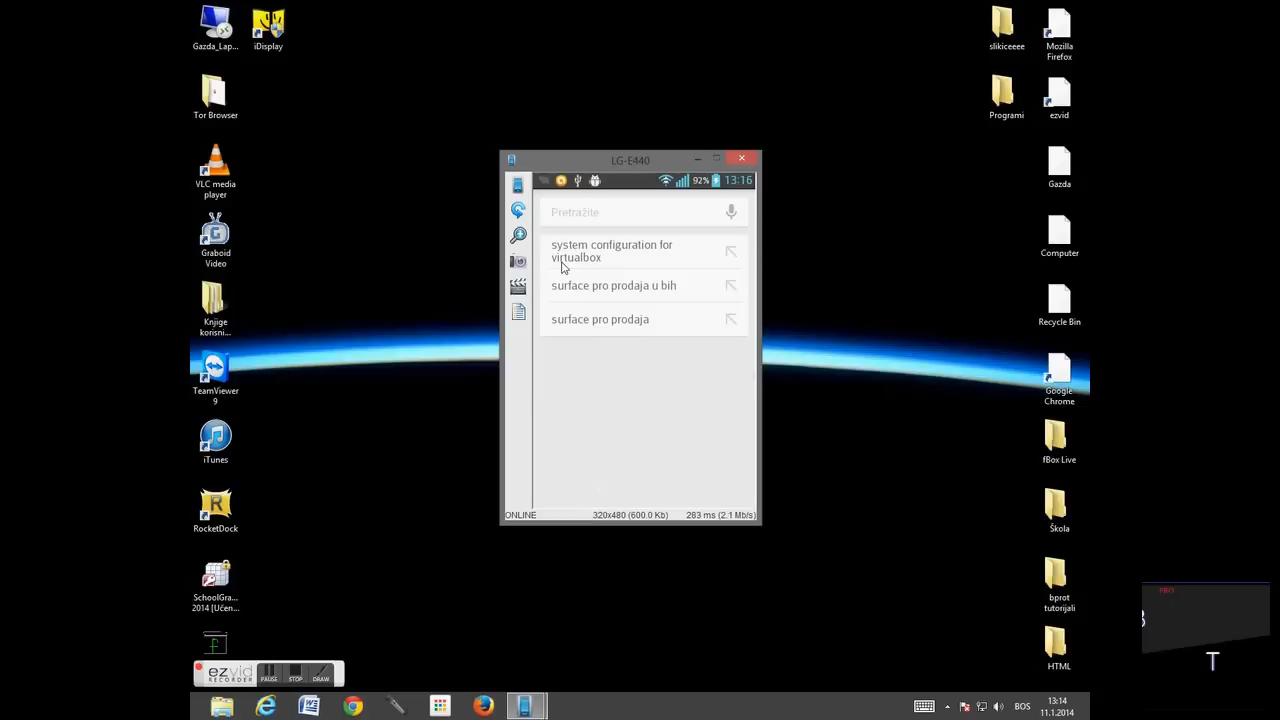 Gazda_Lap...
iDisplay
Tor Browser
VLC media
player
Graboid
Video
Knjige
korisni...
TeamViewer
9
iTunes
RocketDock
SchoolGra...
2014 [Učen...
ezvid
RECORDER
PAUSE
STOP
DRAW
LG-E440
92%
13:16
Pretražite
system configuration for
virtualbox
surface pro prodaja u bih
surface pro prodaja
ONLINE
320x480 (600.0 Kb)
283 ms (2.1 Mb/s)
slikiceeee
Mozilla
Firefox
Programi
ezvid
Gazda
Computer
Recycle Bin
Google
Chrome
fBox Live
Škola
bprot
tutorijali
HTML
PRO
T
BOS
13:14
11.1.2014